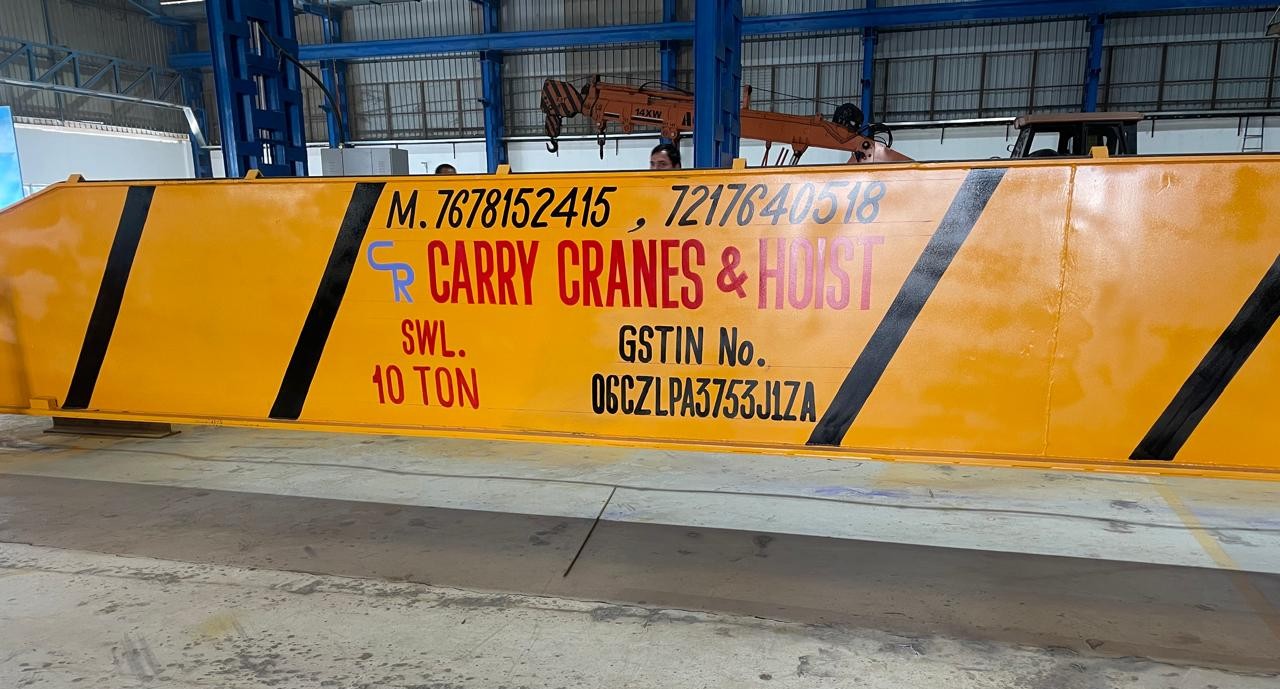 14XW
M. 7678152415 , 7217640518
CR CARRY CRANES & HOIST
SWL.
10 TON
GSTIN No.
06CZLPA3753J1ZA